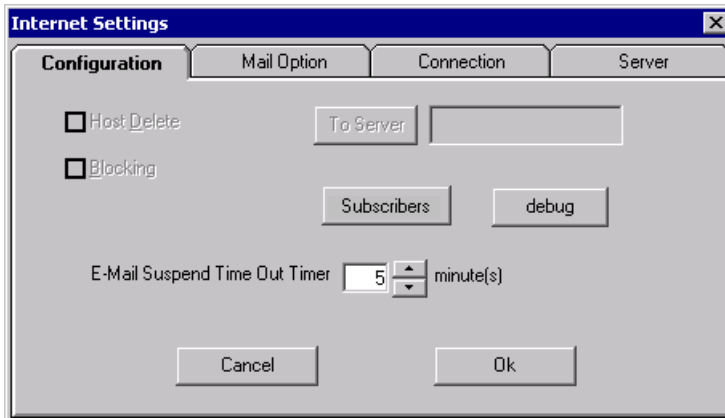 Internet Settings
Configuration Mail Option Connection Server
Host Delete To Server
Blocking
Subscribers debug
E-Mail Suspend Time Out Timer 5 minute(s)
Cancel Ok